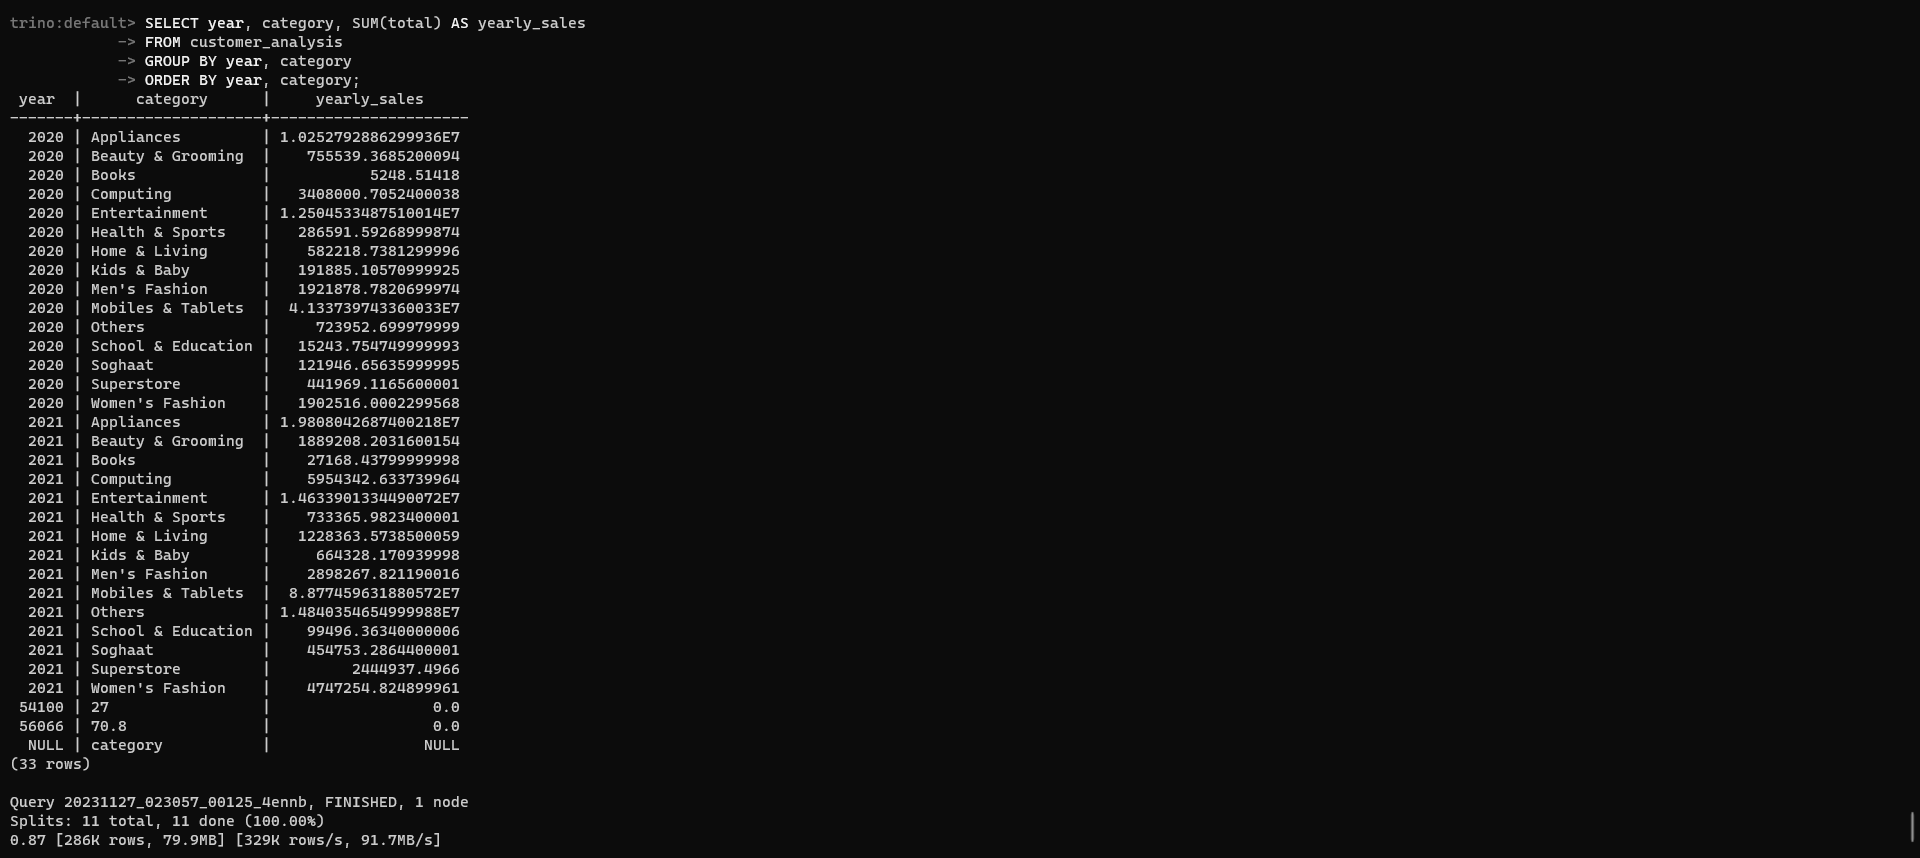 trino:default> SELECT year, category, SUM(total) AS yearly_sales
            -> FROM customer_analysis
            -> GROUP BY year, category
            -> ORDER BY year, category;
 year  |      category      |     yearly_sales
-------+--------------------+----------------------
  2020 | Appliances         | 1.0252792886299936E7
  2020 | Beauty & Grooming  |    755539.3685200094
  2020 | Books              |           5248.51418
  2020 | Computing          |   3408000.7052400038
  2020 | Entertainment      | 1.2504533487510014E7
  2020 | Health & Sports    |   286591.59268999874
  2020 | Home & Living      |    582218.7381299996
  2020 | Kids & Baby        |   191885.10570999925
  2020 | Men's Fashion      |   1921878.7820699974
  2020 | Mobiles & Tablets  |  4.133739743360033E7
  2020 | Others             |     723952.699979999
  2020 | School & Education |   15243.754749999993
  2020 | Soghaat            |   121946.65635999995
  2020 | Superstore         |    441969.1165600001
  2020 | Women's Fashion    |   1902516.0002299568
  2021 | Appliances         | 1.9808042687400218E7
  2021 | Beauty & Grooming  |   1889208.2031600154
  2021 | Books              |    27168.43799999998
  2021 | Computing          |    5954342.633739964
  2021 | Entertainment      | 1.4633901334490072E7
  2021 | Health & Sports    |    733365.9823400001
  2021 | Home & Living      |   1228363.5738500059
  2021 | Kids & Baby        |     664328.170939998
  2021 | Men's Fashion      |    2898267.821190016
  2021 | Mobiles & Tablets  |  8.877459631880572E7
  2021 | Others             | 1.4840354654999988E7
  2021 | School & Education |    99496.36340000006
  2021 | Soghaat            |    454753.2864400001
  2021 | Superstore         |         2444937.4966
  2021 | Women's Fashion    |    4747254.824899961
 54100 | 27                 |                  0.0
 56066 | 70.8               |                  0.0
  NULL | category           |                 NULL
(33 rows)

Query 20231127_023057_00125_4ennb, FINISHED, 1 node
Splits: 11 total, 11 done (100.00%)
0.87 [286K rows, 79.9MB] [329K rows/s, 91.7MB/s]